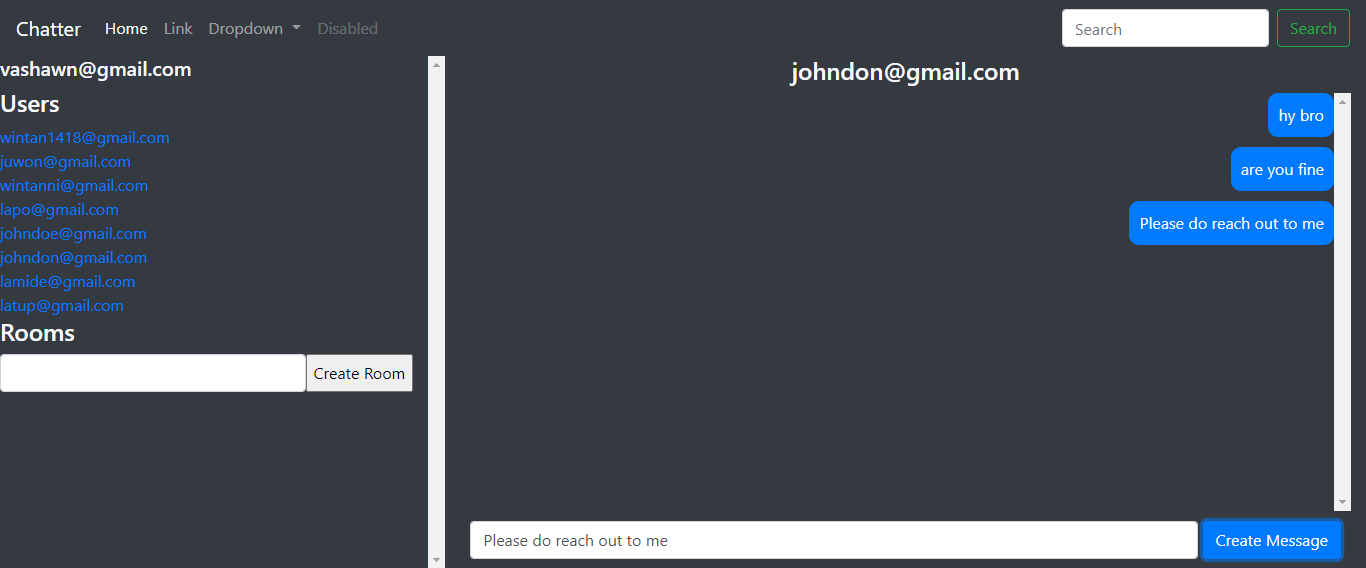 Chatter Home Link Dropdown Disabled Search Search
vashawn@gmail.com
Users
wintan1418@gmail.com
juwon@gmail.com
wintanni@gmail.com
lapo@gmail.com
johndoe@gmail.com
johndon@gmail.com
lamide@gmail.com
latup@gmail.com
Rooms
Create Room
johndon@gmail.com
hy bro
are you fine
Please do reach out to me
Please do reach out to me Create Message